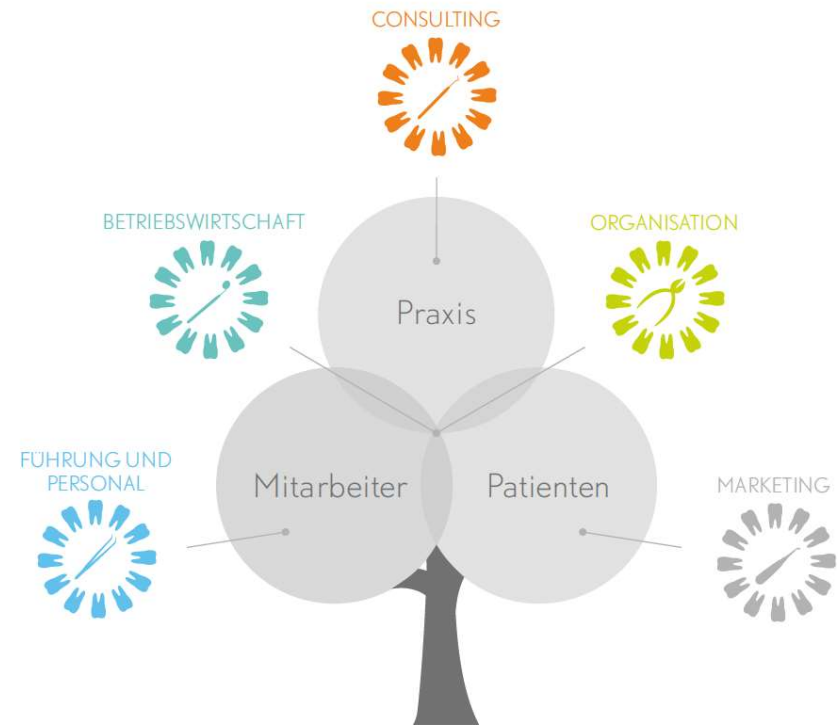 CONSULTING
BETRIEBSWIRTSCHAFT
ORGANISATION
Praxis
FÜHRUNG UND
PERSONAL
Mitarbeiter
Patienten
MARKETING